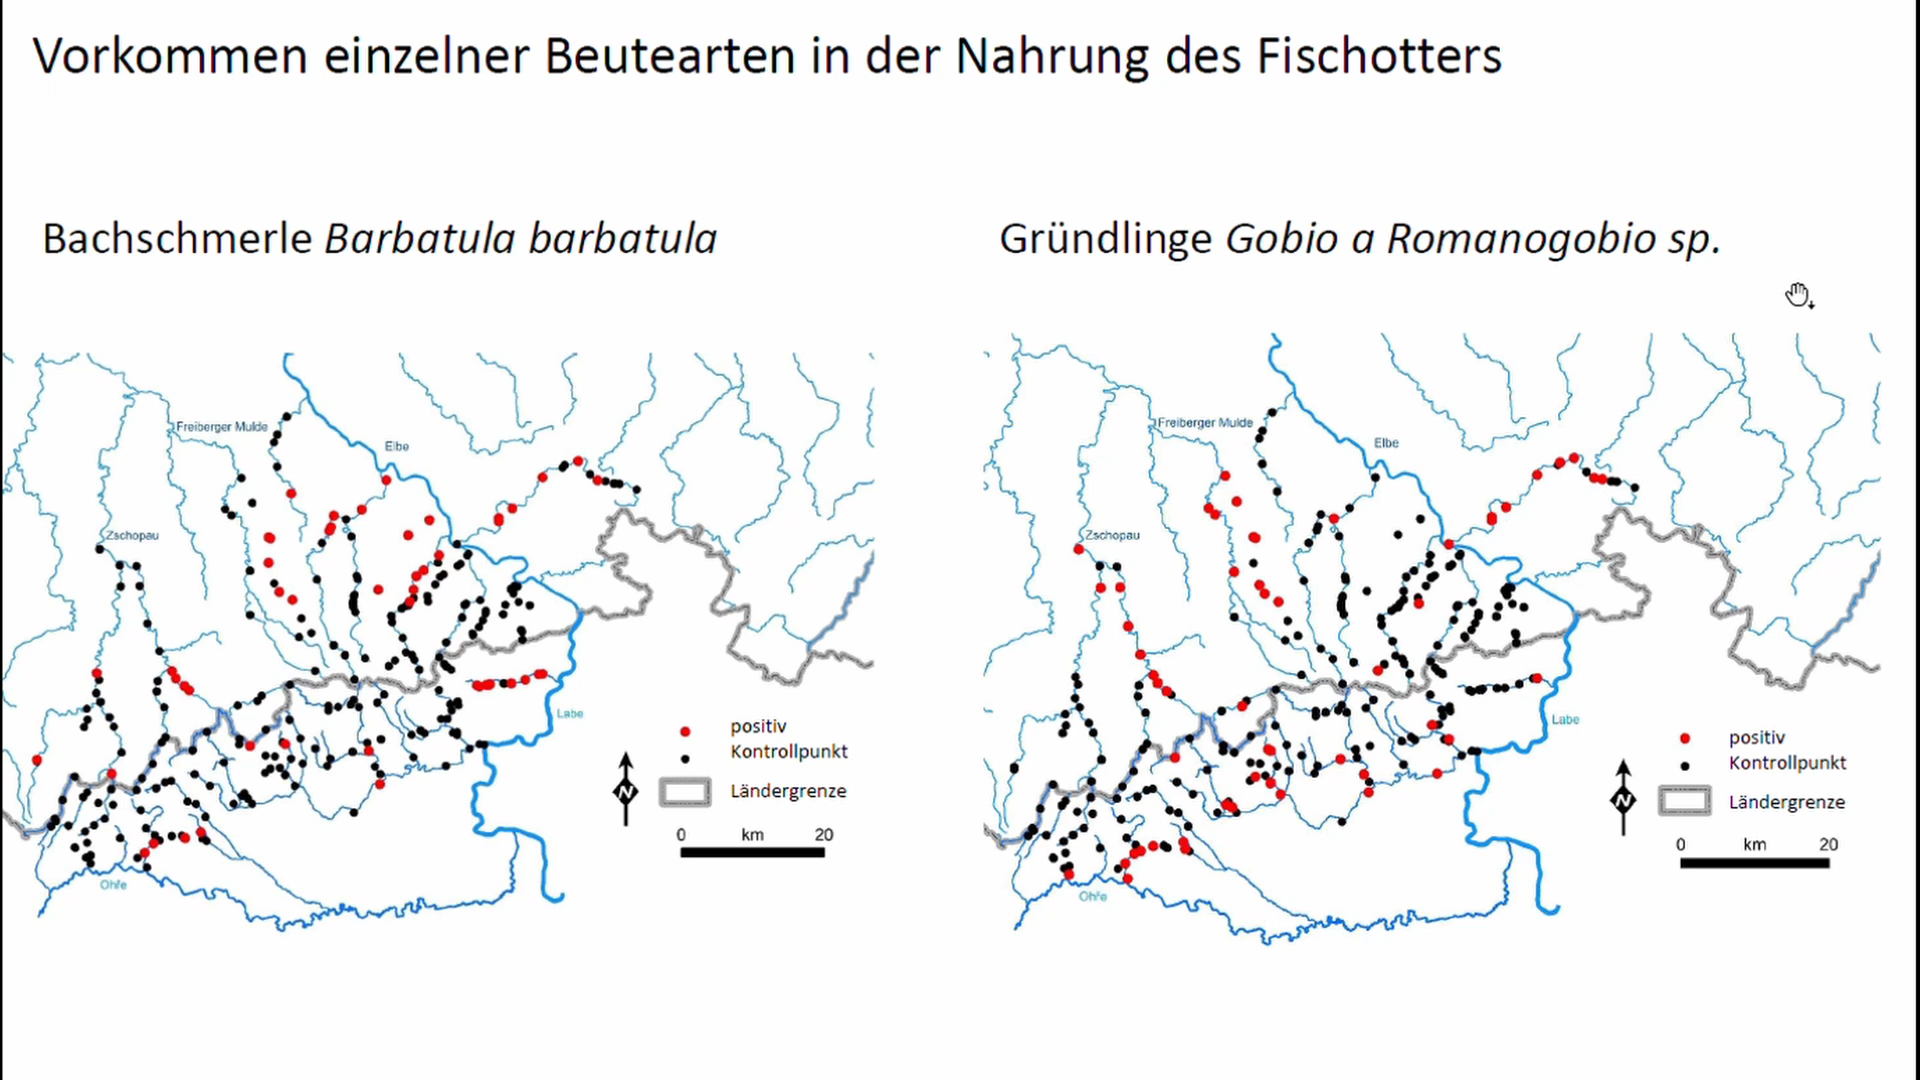 Vorkommen einzelner Beutearten in der Nahrung des Fischotters
Bachschmerle Barbatula barbatula
Freiberger Mulde
Elbe
Zschopau
Labe
Ohře
positiv
Kontrollpunkt
Ländergrenze
N
0 km 20
Gründlinge Gobio a Romanogobio sp.
Freiberger Mulde
Elbe
Zschopau
Labe
Ohře
positiv
Kontrollpunkt
Ländergrenze
N
0 km 20